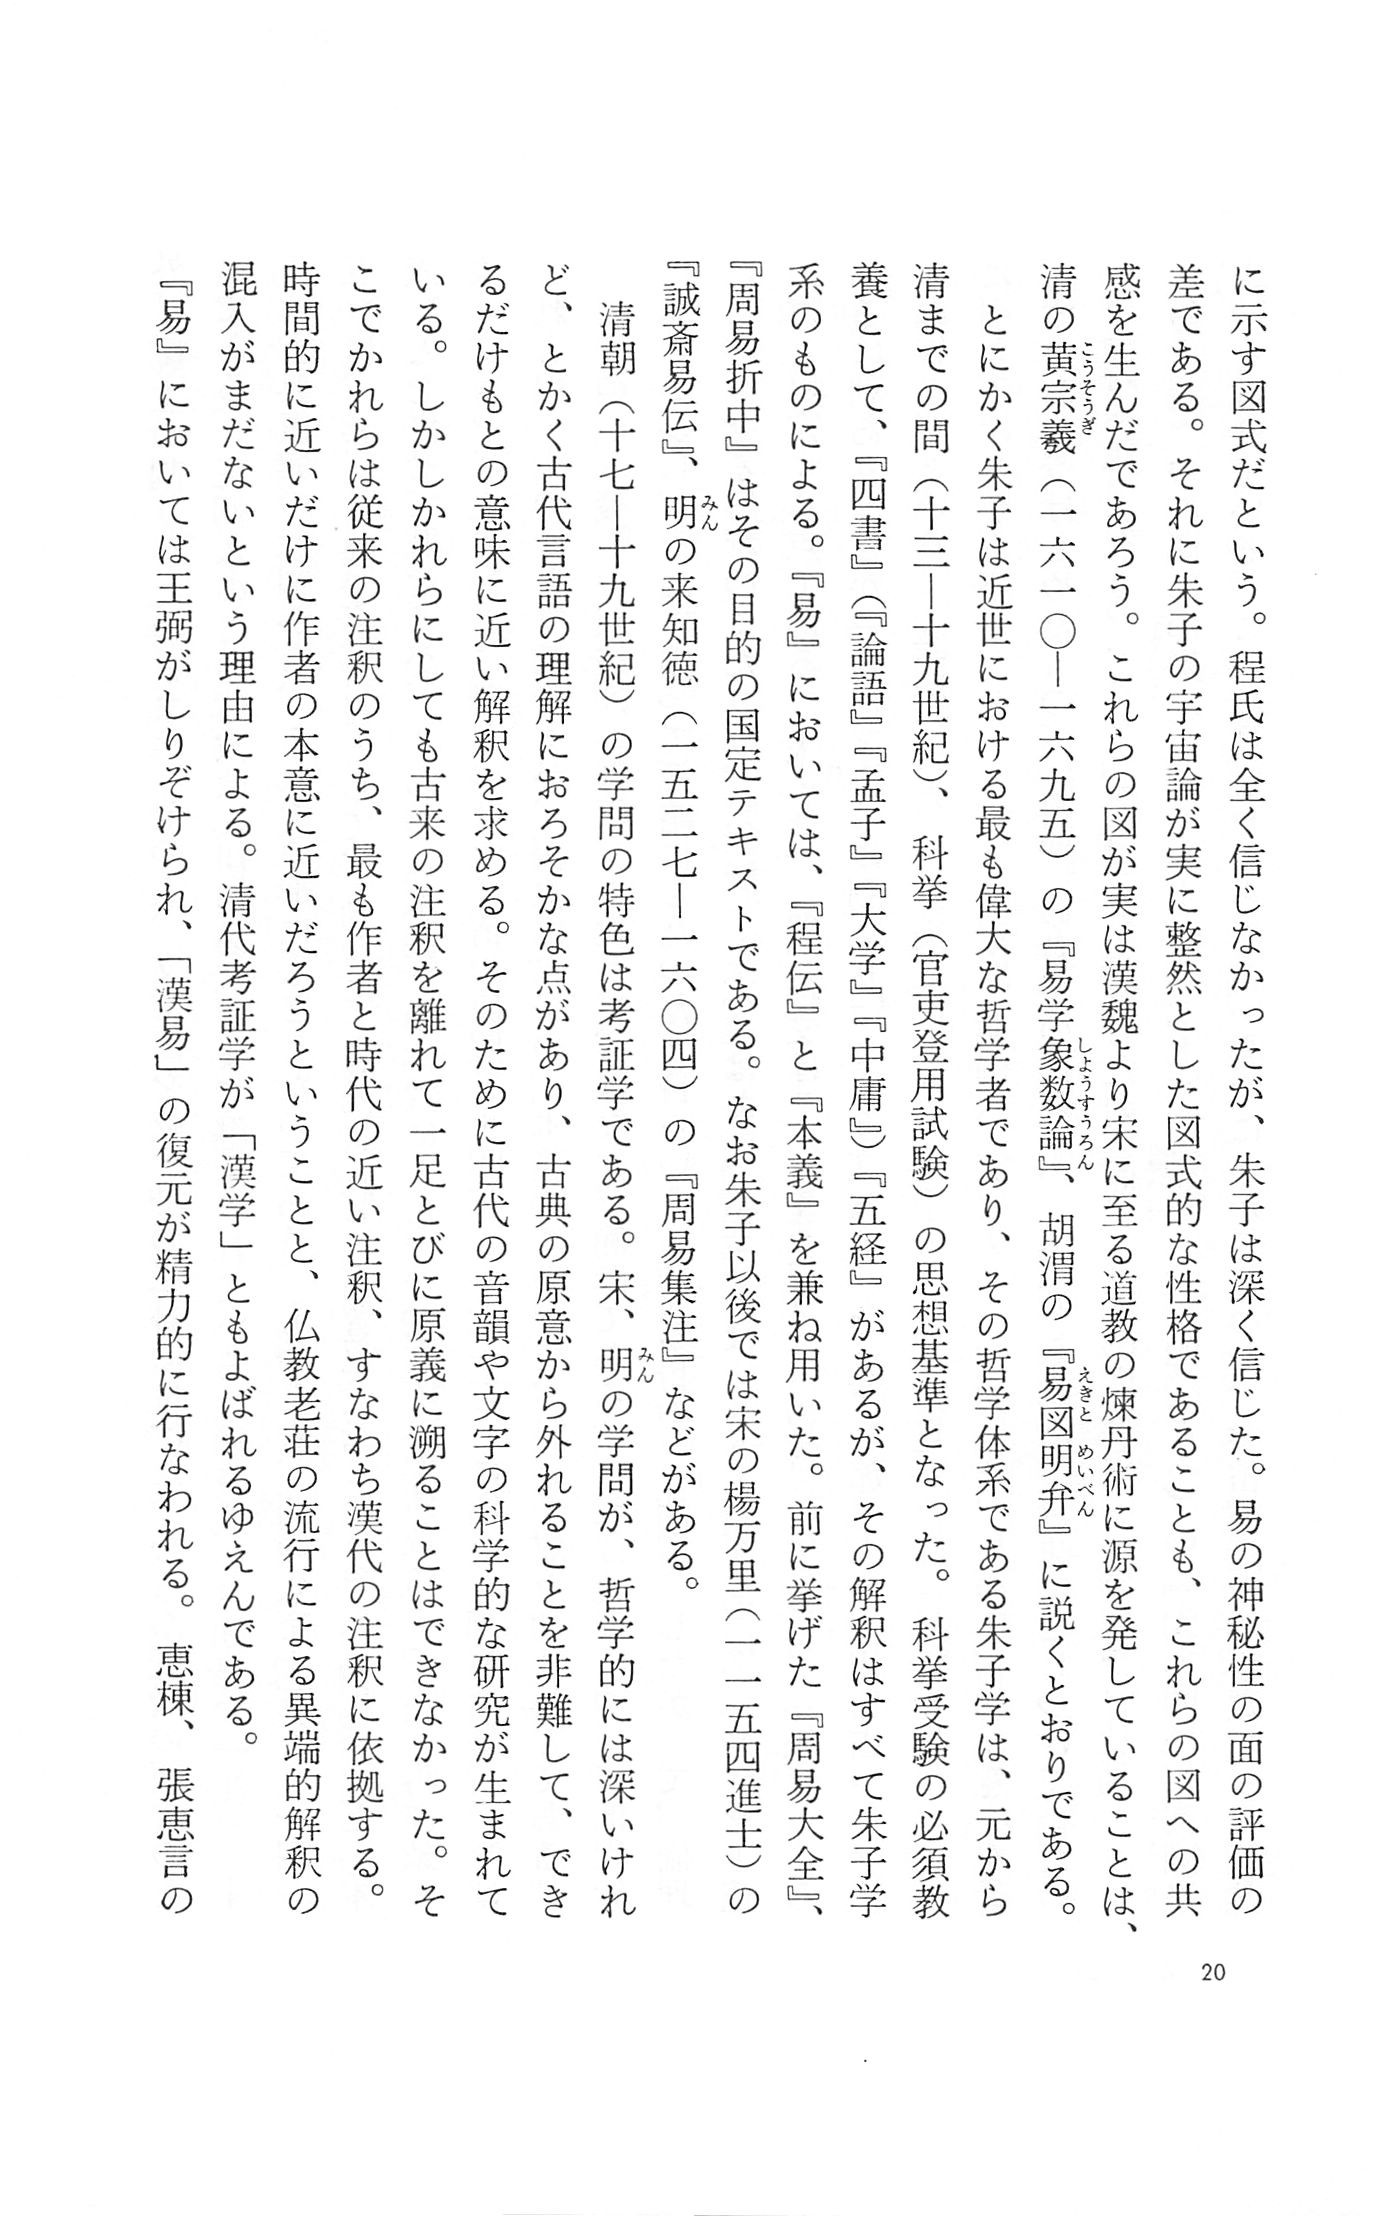 に示す図式だという。程氏は全く信じなかったが、朱子は深く信じた。易の神秘性の面の評価の
差である。それに朱子の宇宙論が実に整然とした図式的な性格であることも、これらの図への共
感を生んだであろう。これらの図が実は漢魏より宋に至る道教の煉丹術に源を発していることは、
清の黄宗羲（一六一〇―一六九五）の『易学象数論』、胡渭の『易図明弁』に説くとおりである。
とにかく朱子は近世における最も偉大な哲学者であり、その哲学体系である朱子学は、元から
清までの間（十三―十九世紀）、科挙（官吏登用試験）の思想基準となった。科挙受験の必須教
養として、『四書』（『論語』『孟子』『大学』『中庸』）『五経』があるが、その解釈はすべて朱子学
系のものによる。『易』においては、『程伝』と『本義』を兼ね用いた。前に挙げた『周易大全』、
『周易折中』はその目的の国定テキストである。なお朱子以後では宋の楊万里（一一五四進士）の
『誠斎易伝』、明の来知徳（一五二七―一六〇四）の『周易集注』などがある。
清朝（十七―十九世紀）の学問の特色は考証学である。宋、明の学問が、哲学的には深いけれ
ど、とかく古代言語の理解におろそかな点があり、古典の原意から外れることを非難して、でき
るだけもとの意味に近い解釈を求める。そのために古代の音韻や文字の科学的な研究が生まれて
いる。しかしかれらにしても古来の注釈を離れて一足とびに原義に溯ることはできなかった。そ
こでかれらは従来の注釈のうち、最も作者と時代の近い注釈、すなわち漢代の注釈に依拠する。
時間的に近いだけに作者の本意に近いだろうということと、仏教老荘の流行による異端的解釈の
混入がまだないという理由による。清代考証学が「漢学」ともよばれるゆえんである。
『易』においては王弼がしりぞけられ、「漢易」の復元が精力的に行なわれる。恵棟、張恵言の
こうそうぎ
しようすうろん
えきと めいべん
みん
みん
20